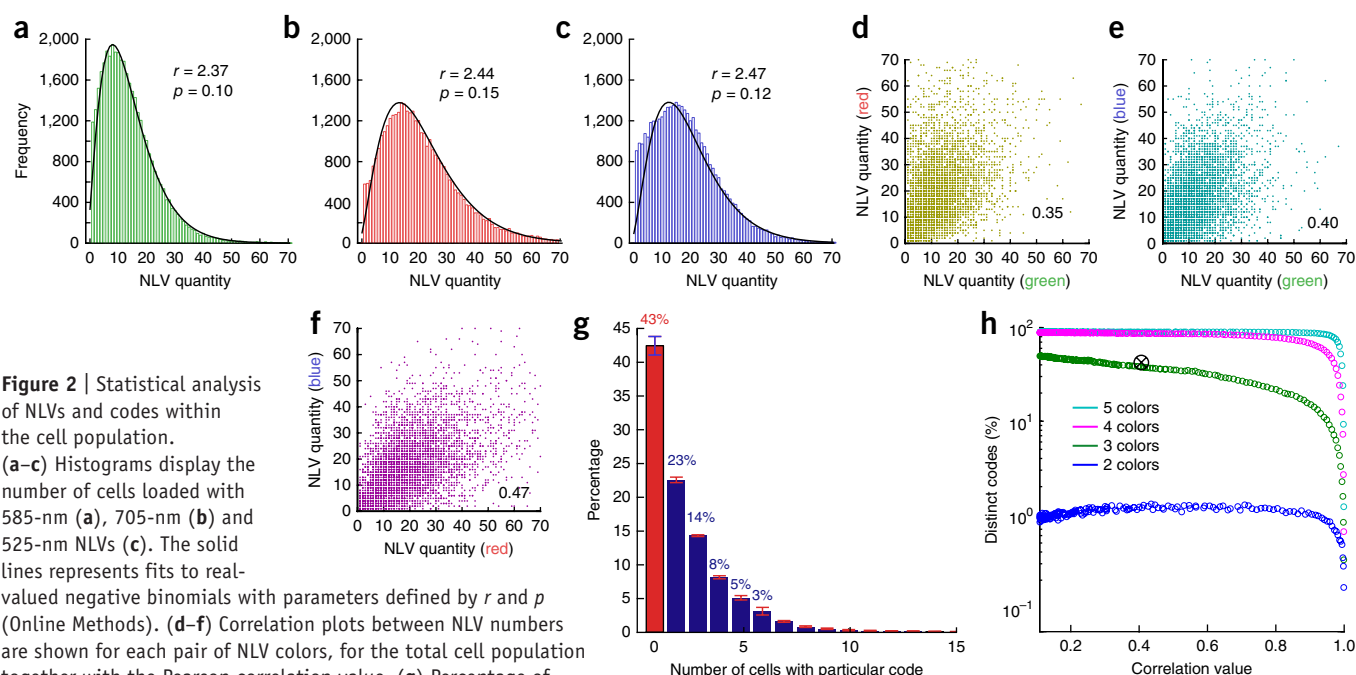 a
2,000
1,600
1,200
800
400
0
Frequency
r = 2.37
p = 0.10
0 10 20 30 40 50 60 70
NLV quantity
b
2,000
1,600
1,200
800
400
0
r = 2.44
p = 0.15
0 10 20 30 40 50 60 70
NLV quantity
c
2,000
1,600
1,200
800
400
0
r = 2.47
p = 0.12
0 10 20 30 40 50 60 70
NLV quantity
d
70
60
50
40
30
20
10
0
NLV quantity (red)
0.35
0 10 20 30 40 50 60 70
NLV quantity (green)
e
70
60
50
40
30
20
10
0
NLV quantity (blue)
0.40
0 10 20 30 40 50 60 70
NLV quantity (green)
f
70
60
50
40
30
20
10
0
NLV quantity (blue)
0.47
0 10 20 30 40 50 60 70
NLV quantity (red)
g
45
40
35
30
25
20
15
10
5
0
Percentage
43%
23%
14%
8%
5%
3%
0 5 10 15
Number of cells with particular code
h
10²
10¹
10⁰
10⁻¹
Distinct codes (%)
5 colors
4 colors
3 colors
2 colors
0.2 0.4 0.6 0.8 1.0
Correlation value
Figure 2 | Statistical analysis
of NLVs and codes within
the cell population.
(a–c) Histograms display the
number of cells loaded with
585-nm (a), 705-nm (b) and
525-nm NLVs (c). The solid
lines represents fits to real-
valued negative binomials with parameters defined by r and p
(Online Methods). (d–f) Correlation plots between NLV numbers
are shown for each pair of NLV colors, for the total cell population
together with the Pearson correlation value. (g) Percentage of